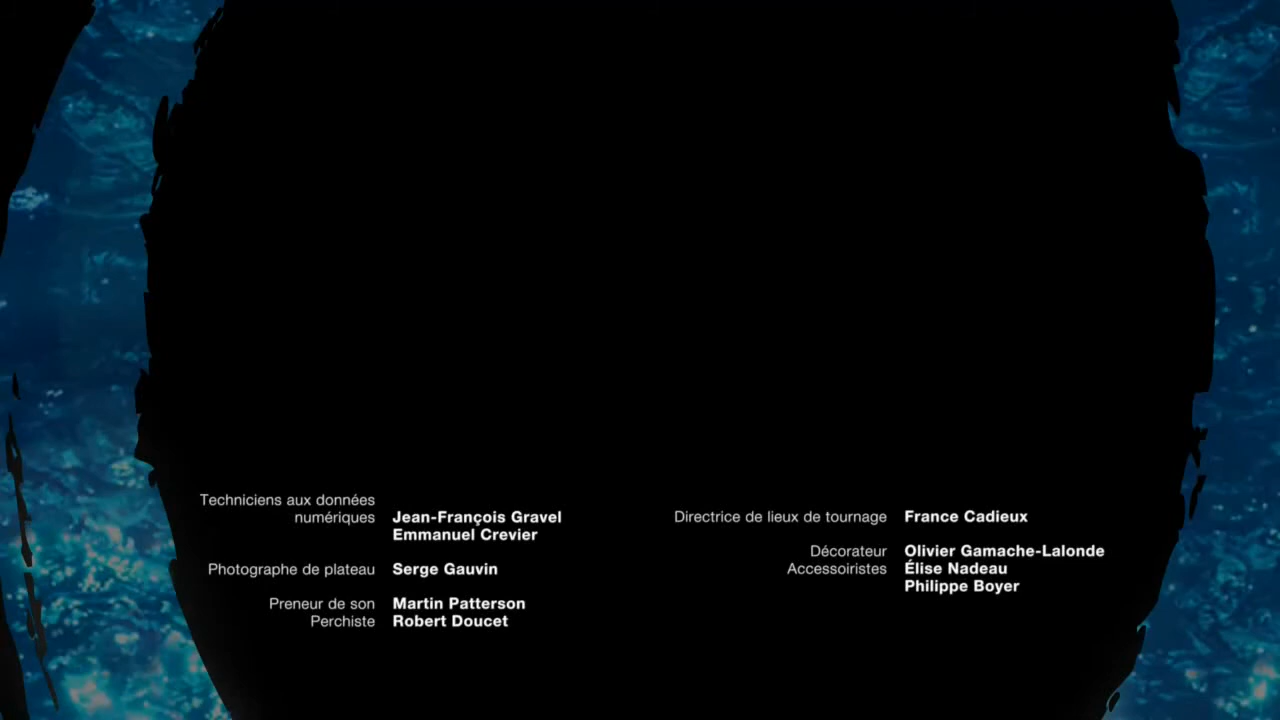 Techniciens aux données
numériques Jean-François Gravel
Emmanuel Crevier
Photographe de plateau Serge Gauvin
Preneur de son Martin Patterson
Perchiste Robert Doucet
Directrice de lieux de tournage France Cadieux
Décorateur Olivier Gamache-Lalonde
Accessoiristes Élise Nadeau
Philippe Boyer